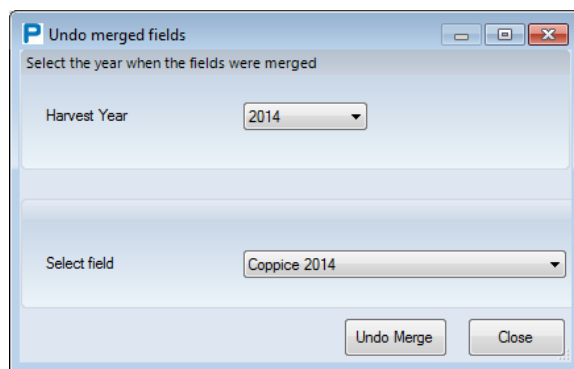 P Undo merged fields
Select the year when the fields were merged
Harvest Year 2014
Select field Coppice 2014
Undo Merge Close